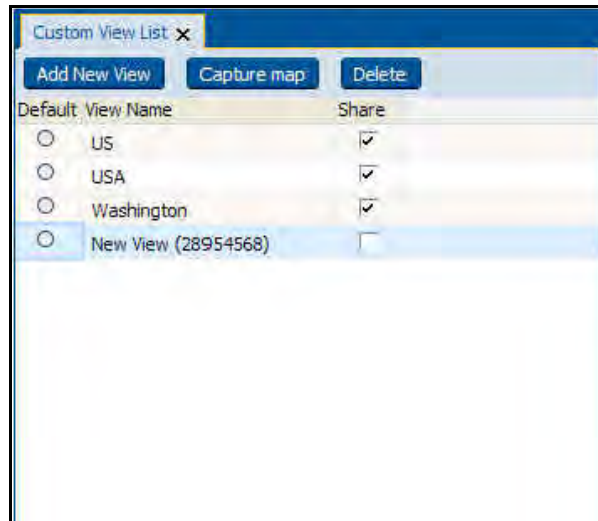 Custom View List
Add New View Capture map Delete
Default View Name Share
US
USA
Washington
New View (28954568)